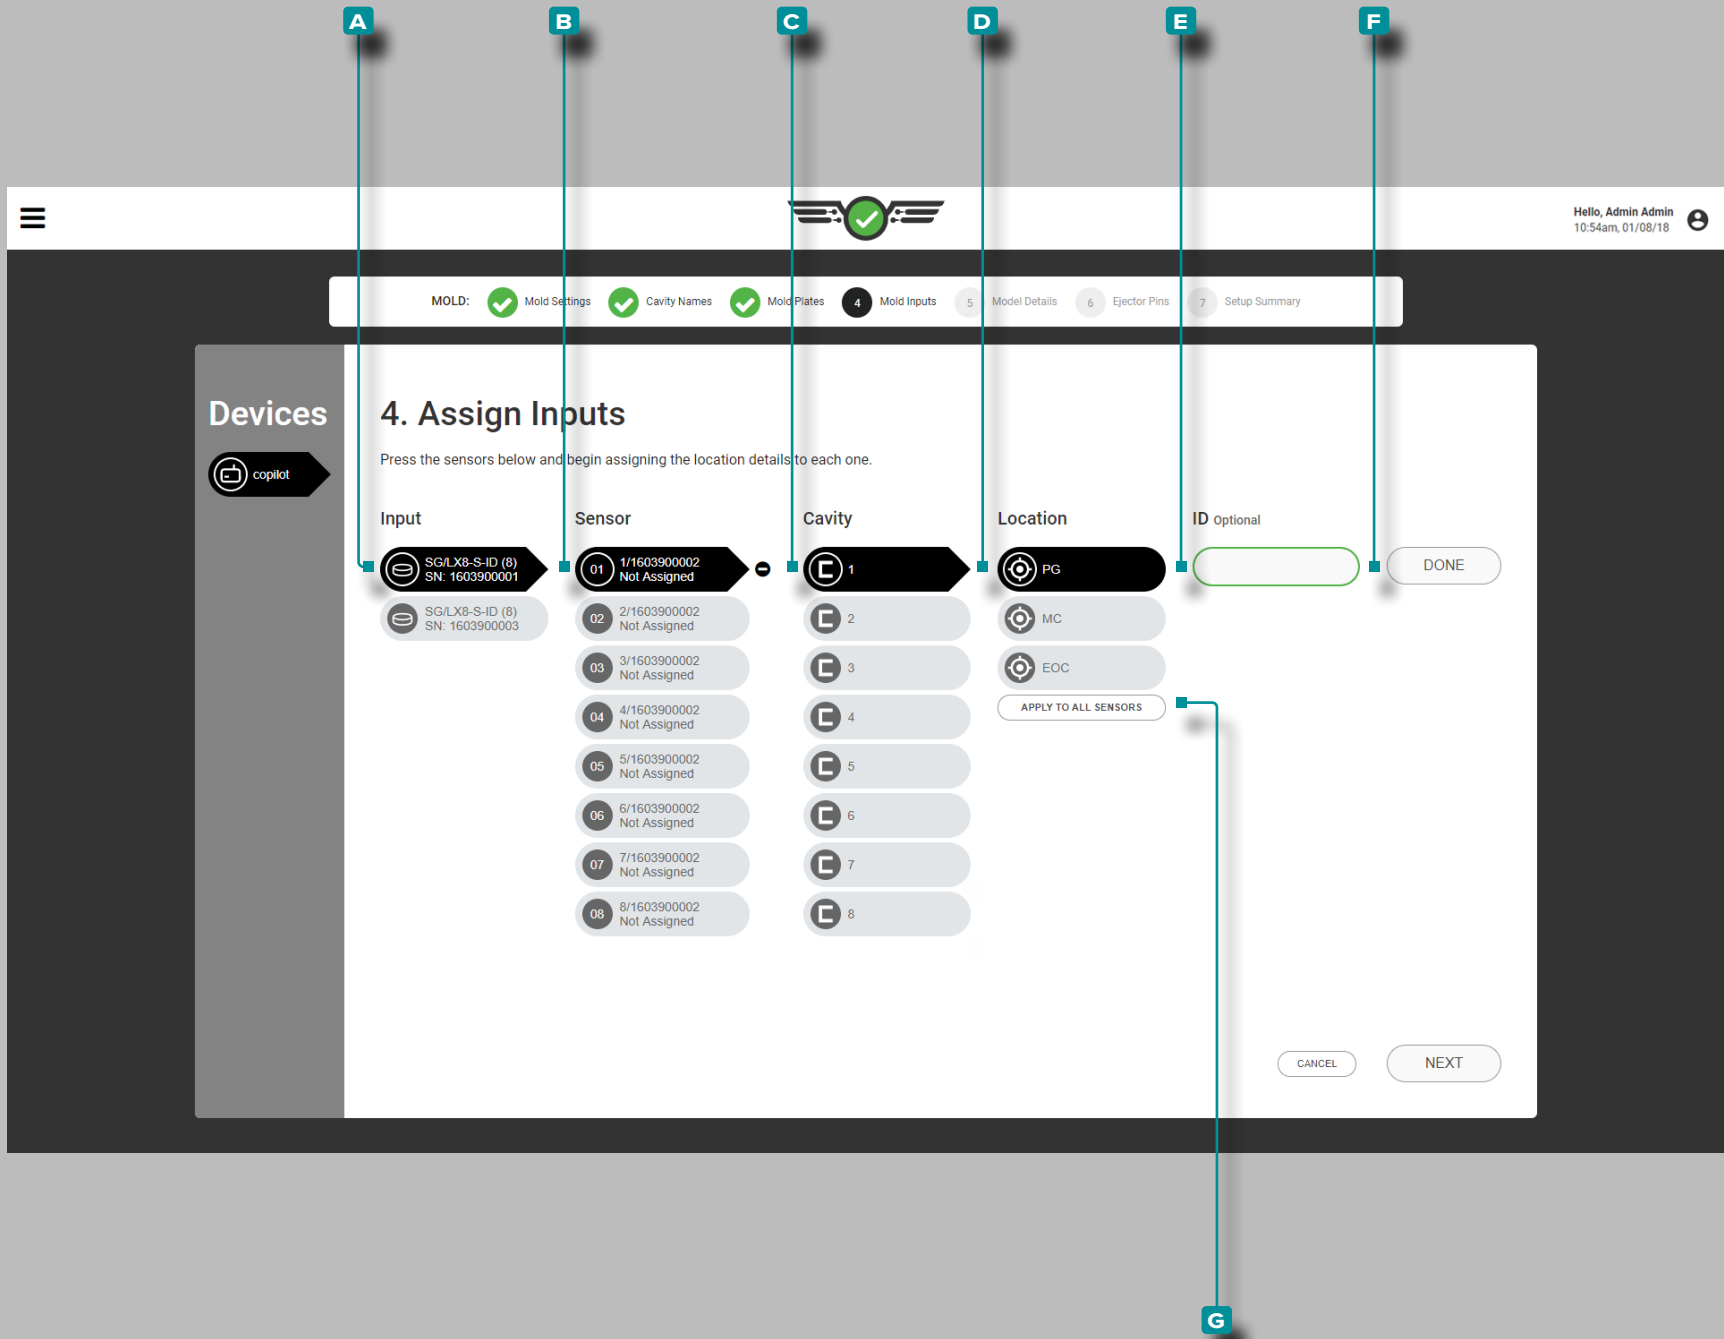 A B C D E F
Hello, Admin Admin
10:54am, 01/08/18
MOLD: Mold Settings Cavity Names Mold Plates 4 Mold Inputs 5 Model Details 6 Ejector Pins 7 Setup Summary
Devices
copilot
4. Assign Inputs
Press the sensors below and begin assigning the location details to each one.
Input
SG/LX8-S-ID (8)
SN: 1603900001
SG/LX8-S-ID (8)
SN: 1603900003
Sensor
01 1/1603900002
Not Assigned
02 2/1603900002
Not Assigned
03 3/1603900002
Not Assigned
04 4/1603900002
Not Assigned
05 5/1603900002
Not Assigned
06 6/1603900002
Not Assigned
07 7/1603900002
Not Assigned
08 8/1603900002
Not Assigned
Cavity
1
2
3
4
5
6
7
8
Location
PG
MC
EOC
APPLY TO ALL SENSORS
ID Optional
DONE
CANCEL
NEXT
G